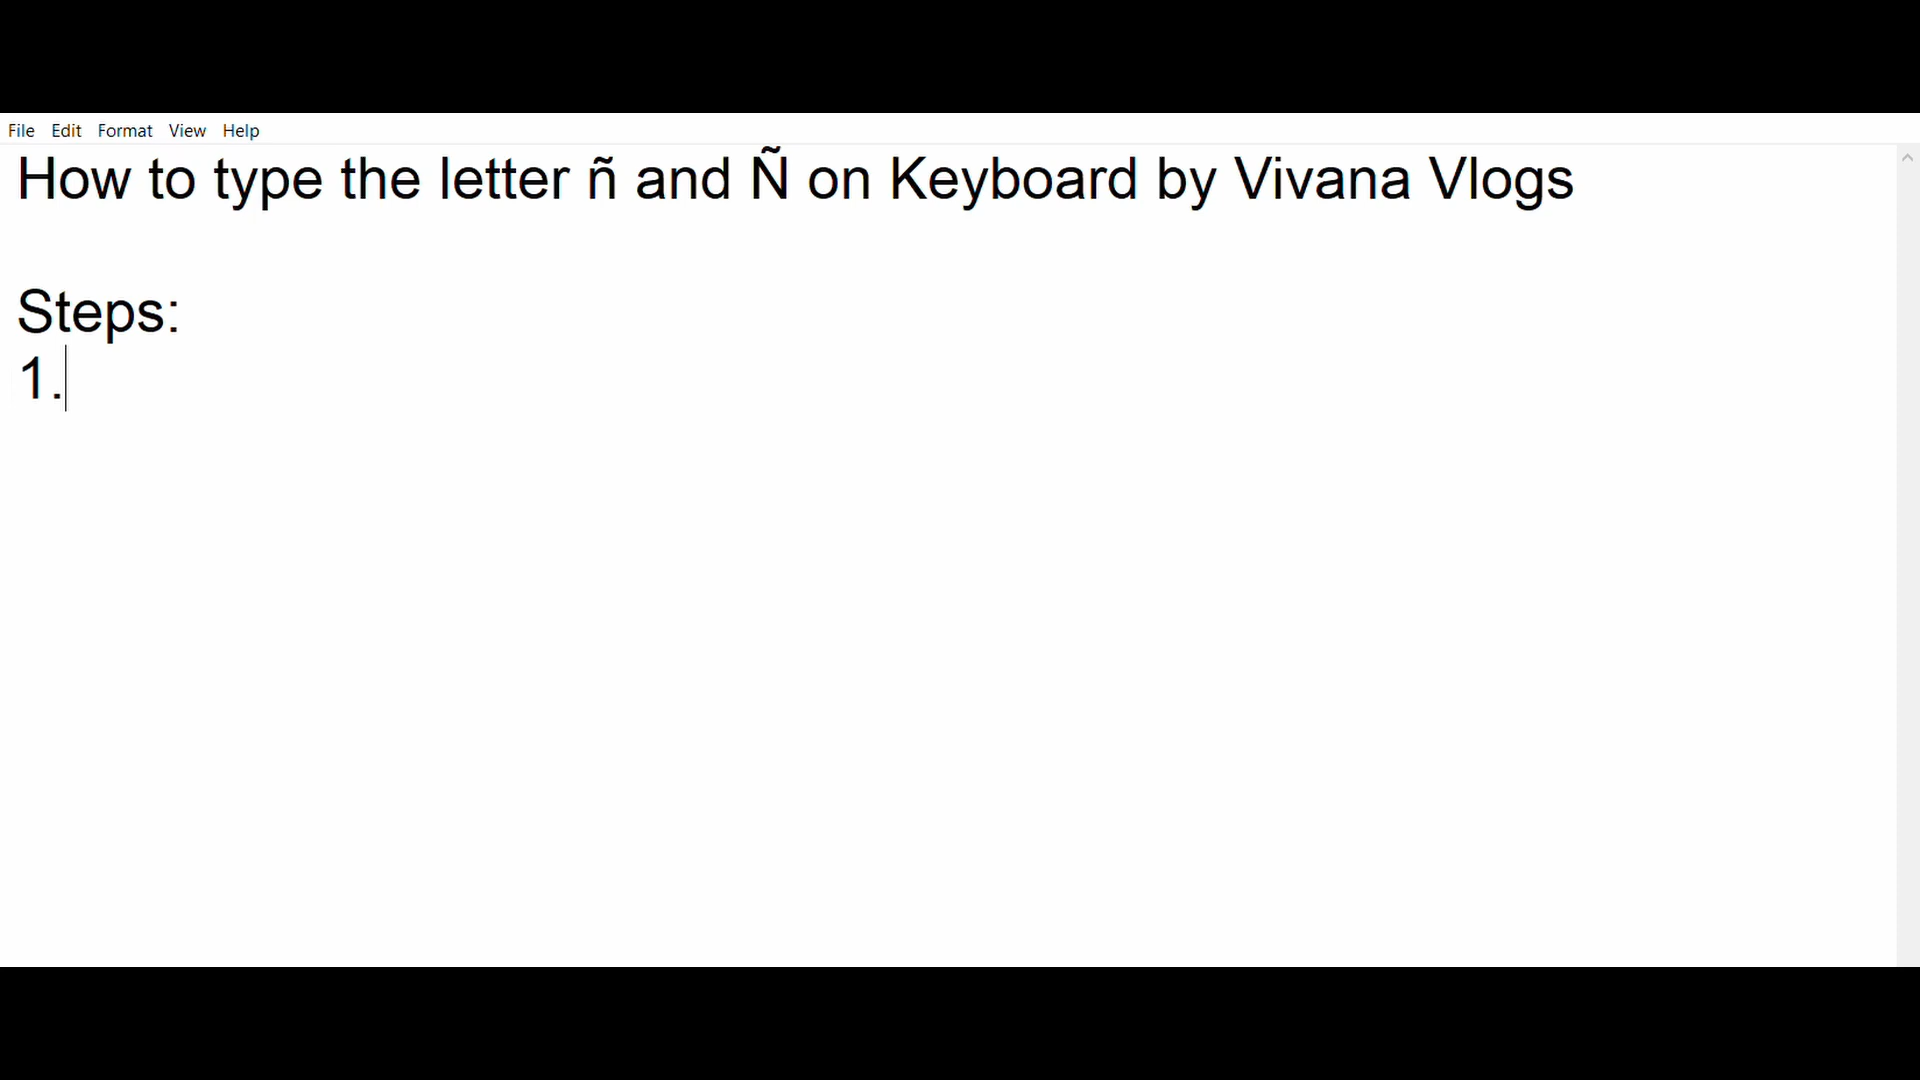 File Edit Format View Help
How to type the letter ñ and Ñ on Keyboard by Vivana Vlogs
Steps:
1.